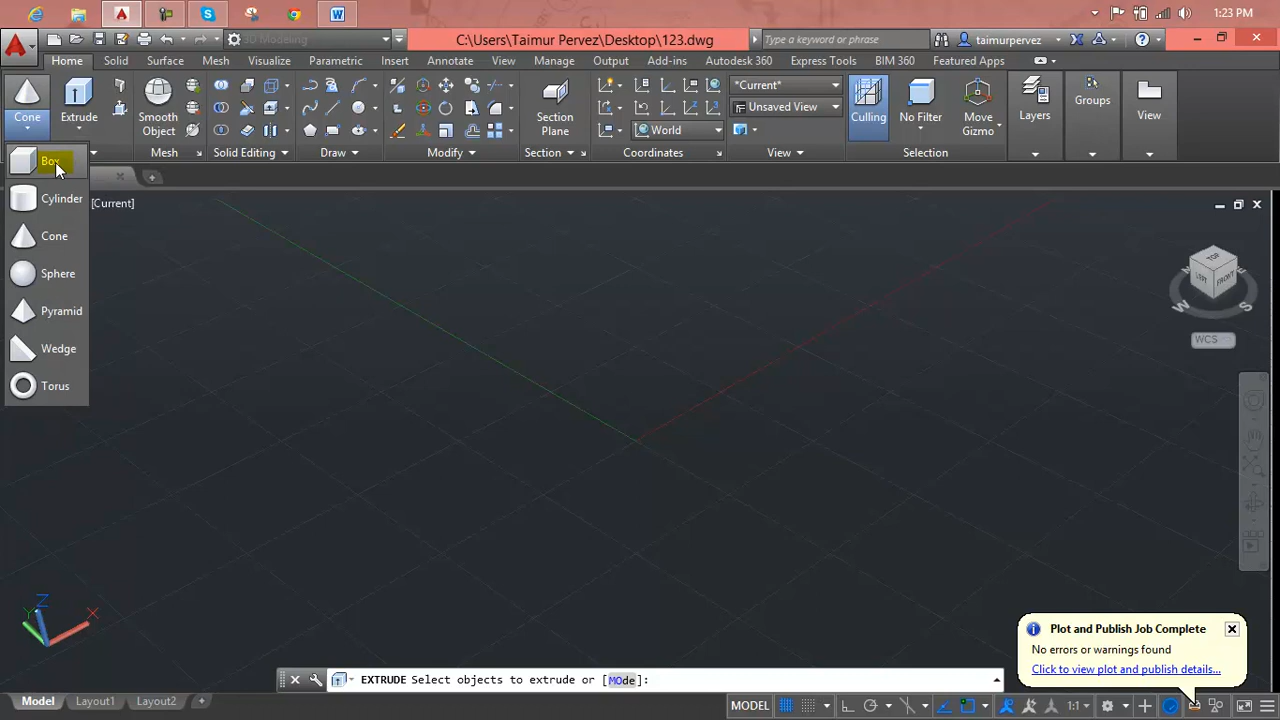 1:23 PM
3D Modeling
C:\Users\Taimur Pervez\Desktop\123.dwg
Type a keyword or phrase
taimurpervez
Home Solid Surface Mesh Visualize Parametric Insert Annotate View Manage Output Add-ins Autodesk 360 Express Tools BIM 360 Featured Apps
Cone
Extrude
Smooth Object
Section Plane
*Current*
Unsaved View
World
Culling
No Filter
Move Gizmo
Layers
Groups
View
Mesh
Solid Editing
Draw
Modify
Section
Coordinates
View
Selection
Box
Cylinder
Cone
Sphere
Pyramid
Wedge
Torus
[Current]
TOP
LEFT
FRONT
W
S
E
WCS
Z
Y
X
Plot and Publish Job Complete
No errors or warnings found
Click to view plot and publish details...
EXTRUDE Select objects to extrude or [MOde]:
Model Layout1 Layout2 +
MODEL
1:1